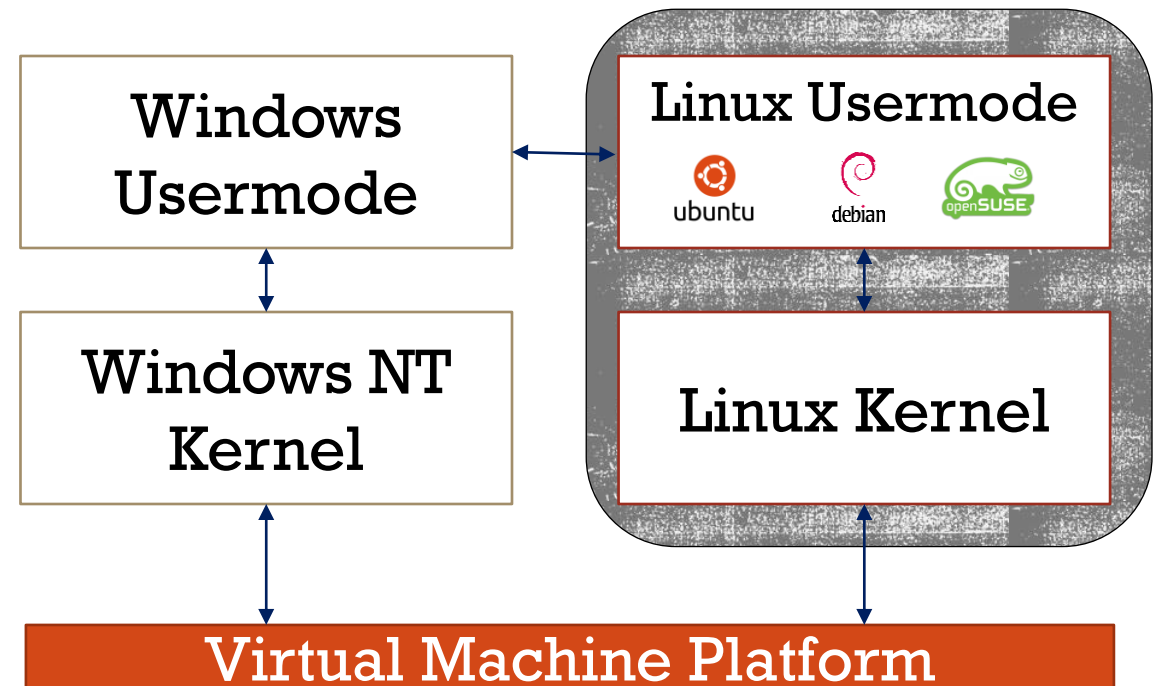 Windows
Usermode
Linux Usermode
ubuntu
debian
openSUSE
Windows NT
Kernel
Linux Kernel
Virtual Machine Platform